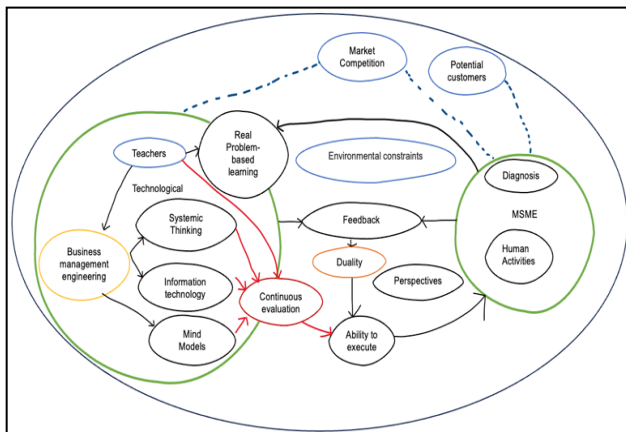 Market
Competition
Potential
customers
Real
Problem-
based
learning
Teachers
Environmental constraints
Technological
Diagnosis
Systemic
Thinking
Feedback
MSME
Business
management
engineering
Duality
Human
Activities
Information
technology
Continuous
evaluation
Perspectives
Mind
Models
Ability to
execute